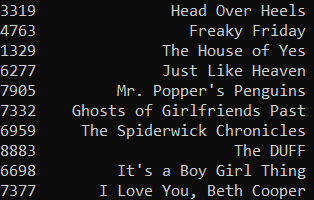 3319 Head Over Heels
4763 Freaky Friday
1329 The House of Yes
6277 Just Like Heaven
7905 Mr. Popper's Penguins
7332 Ghosts of Girlfriends Past
6959 The Spiderwick Chronicles
8883 The DUFF
6698 It's a Boy Girl Thing
7377 I Love You, Beth Cooper